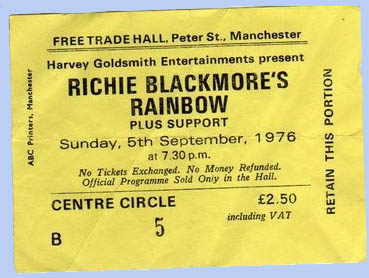 FREE TRADE HALL, Peter St., Manchester
Harvey Goldsmith Entertainments present
RICHIE BLACKMORE'S
RAINBOW
PLUS SUPPORT
Sunday, 5th September, 1976
at 7.30 p.m.
No Tickets Exchanged. No Money Refunded.
Official Programme Sold Only in the Hall.
CENTRE CIRCLE £2.50
including VAT
B 5
ABC Printers, Manchester
RETAIN THIS PORTION